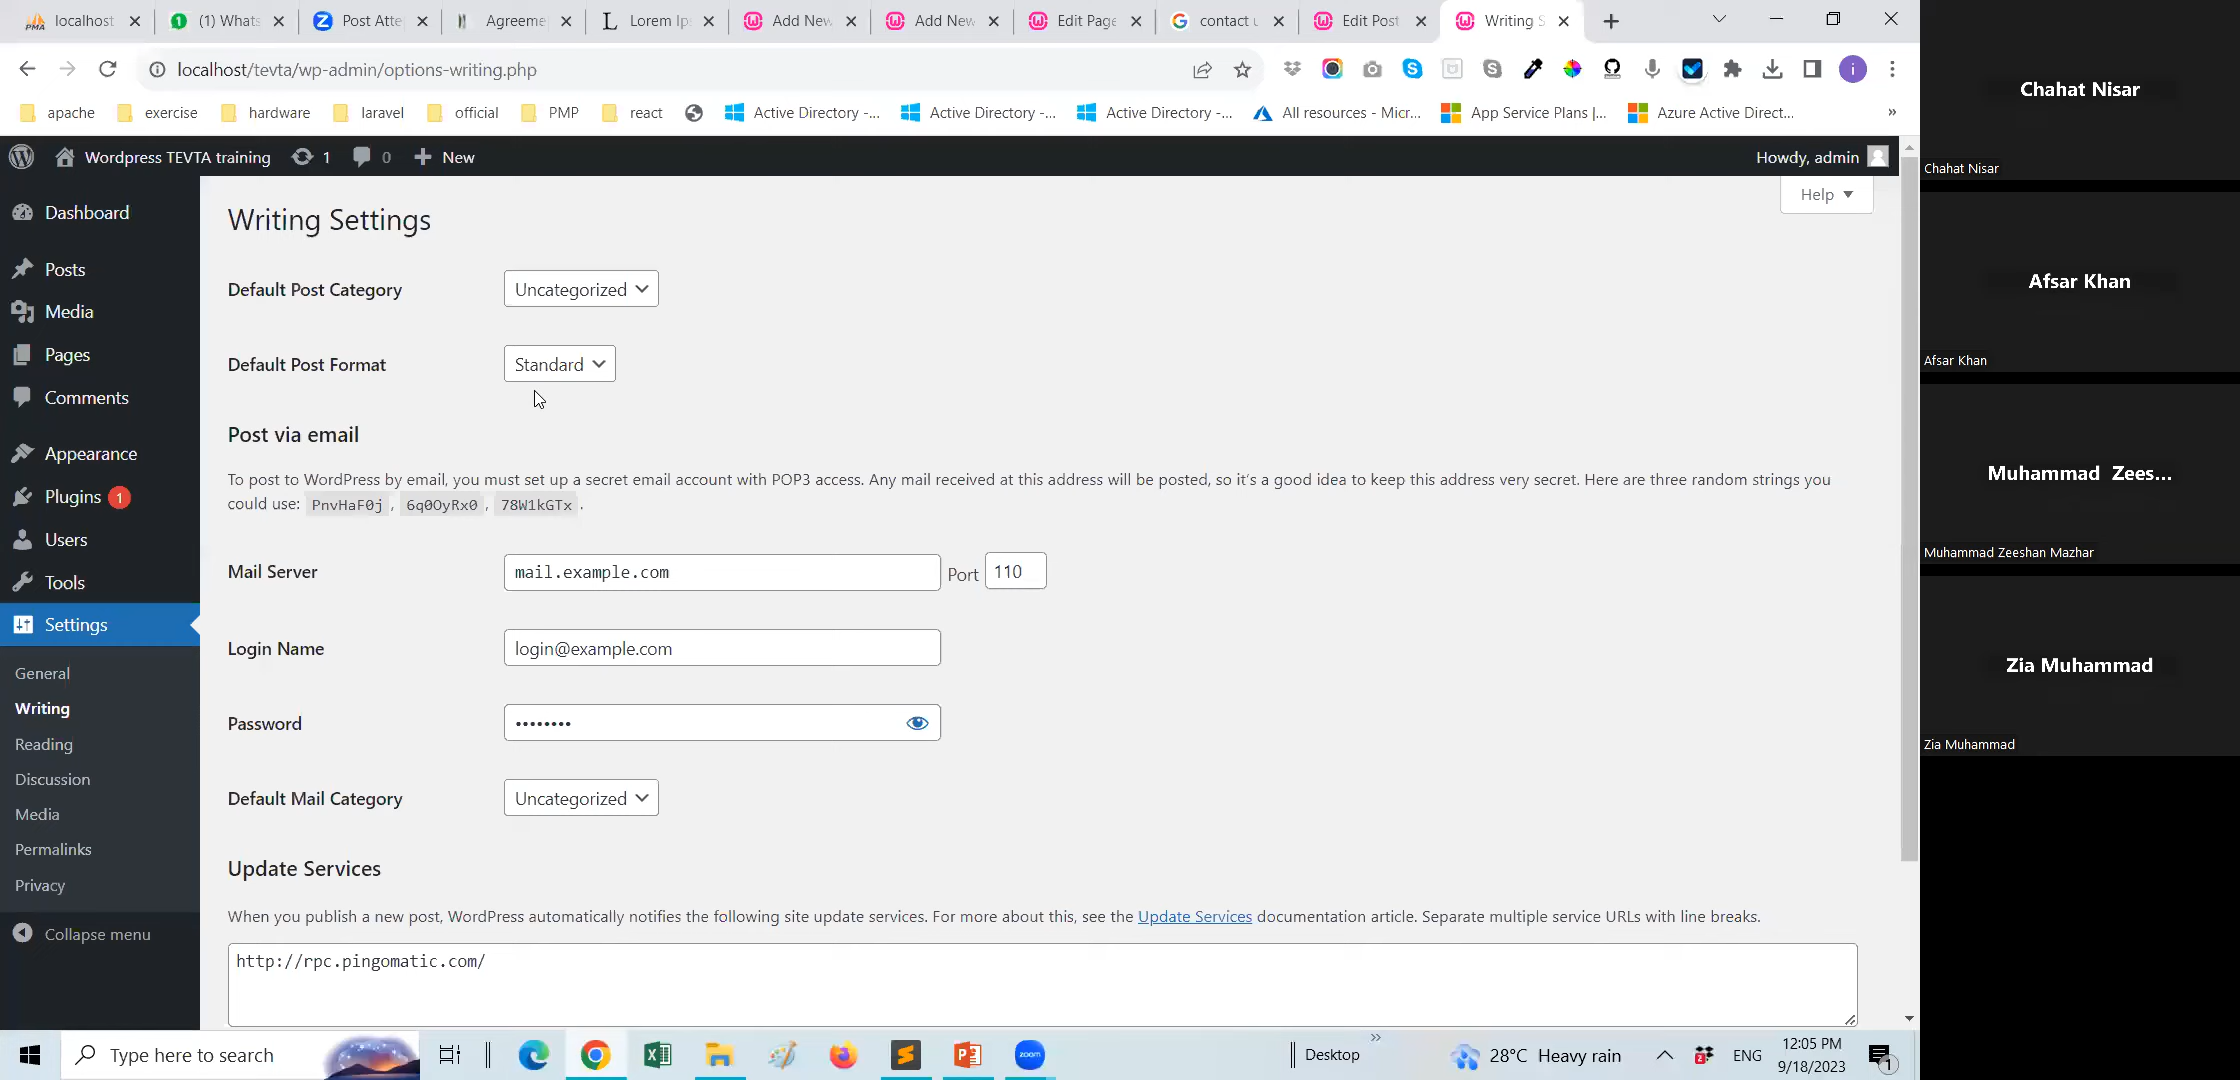 localhost
(1) Whats
Post Atte
Agreeme
Lorem Ip
Add New
Add New
Edit Page
contact u
Edit Post
Writing S
localhost/tevta/wp-admin/options-writing.php
apache
exercise
hardware
laravel
official
PMP
react
Active Directory -...
Active Directory -...
Active Directory -...
All resources - Micr...
App Service Plans |...
Azure Active Direct...
»
Wordpress TEVTA training
1
0
New
Howdy, admin
Help
Dashboard
Posts
Media
Pages
Comments
Appearance
Plugins 1
Users
Tools
Settings
General
Writing
Reading
Discussion
Media
Permalinks
Privacy
Collapse menu
Writing Settings
Default Post Category
Uncategorized
Default Post Format
Standard
Post via email
To post to WordPress by email, you must set up a secret email account with POP3 access. Any mail received at this address will be posted, so it's a good idea to keep this address very secret. Here are three random strings you
could use: PnvHaF0j , 6q0OyRx0 , 78W1kGTx .
Mail Server
mail.example.com
Port 110
Login Name
login@example.com
Password
••••••••
Default Mail Category
Uncategorized
Update Services
When you publish a new post, WordPress automatically notifies the following site update services. For more about this, see the Update Services documentation article. Separate multiple service URLs with line breaks.
http://rpc.pingomatic.com/
Chahat Nisar
Chahat Nisar
Afsar Khan
Afsar Khan
Muhammad Zees...
Muhammad Zeeshan Mazhar
Zia Muhammad
Zia Muhammad
Type here to search
zoom
Desktop
»
28°C Heavy rain
ENG
12:05 PM
9/18/2023
1